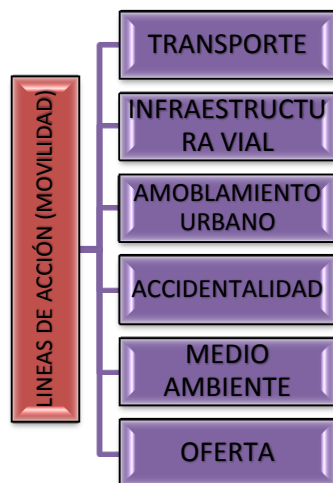 LINEAS DE ACCIÓN (MOVILIDAD)
TRANSPORTE
INFRAESTRUCTU
RA VIAL
AMOBLAMIENTO
URBANO
ACCIDENTALIDAD
MEDIO
AMBIENTE
OFERTA